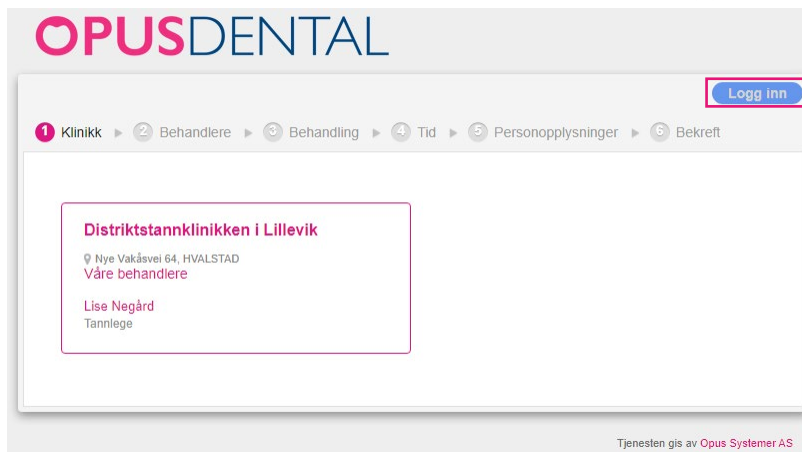 OPUSDENTAL
Logg inn
1 Klinikk 2 Behandlere 3 Behandling 4 Tid 5 Personopplysninger 6 Bekreft
Distriktstannklinikken i Lillevik
Nye Vakåsvei 64, HVALSTAD
Våre behandlere
Lise Negård
Tannlege
Tjenesten gis av Opus Systemer AS